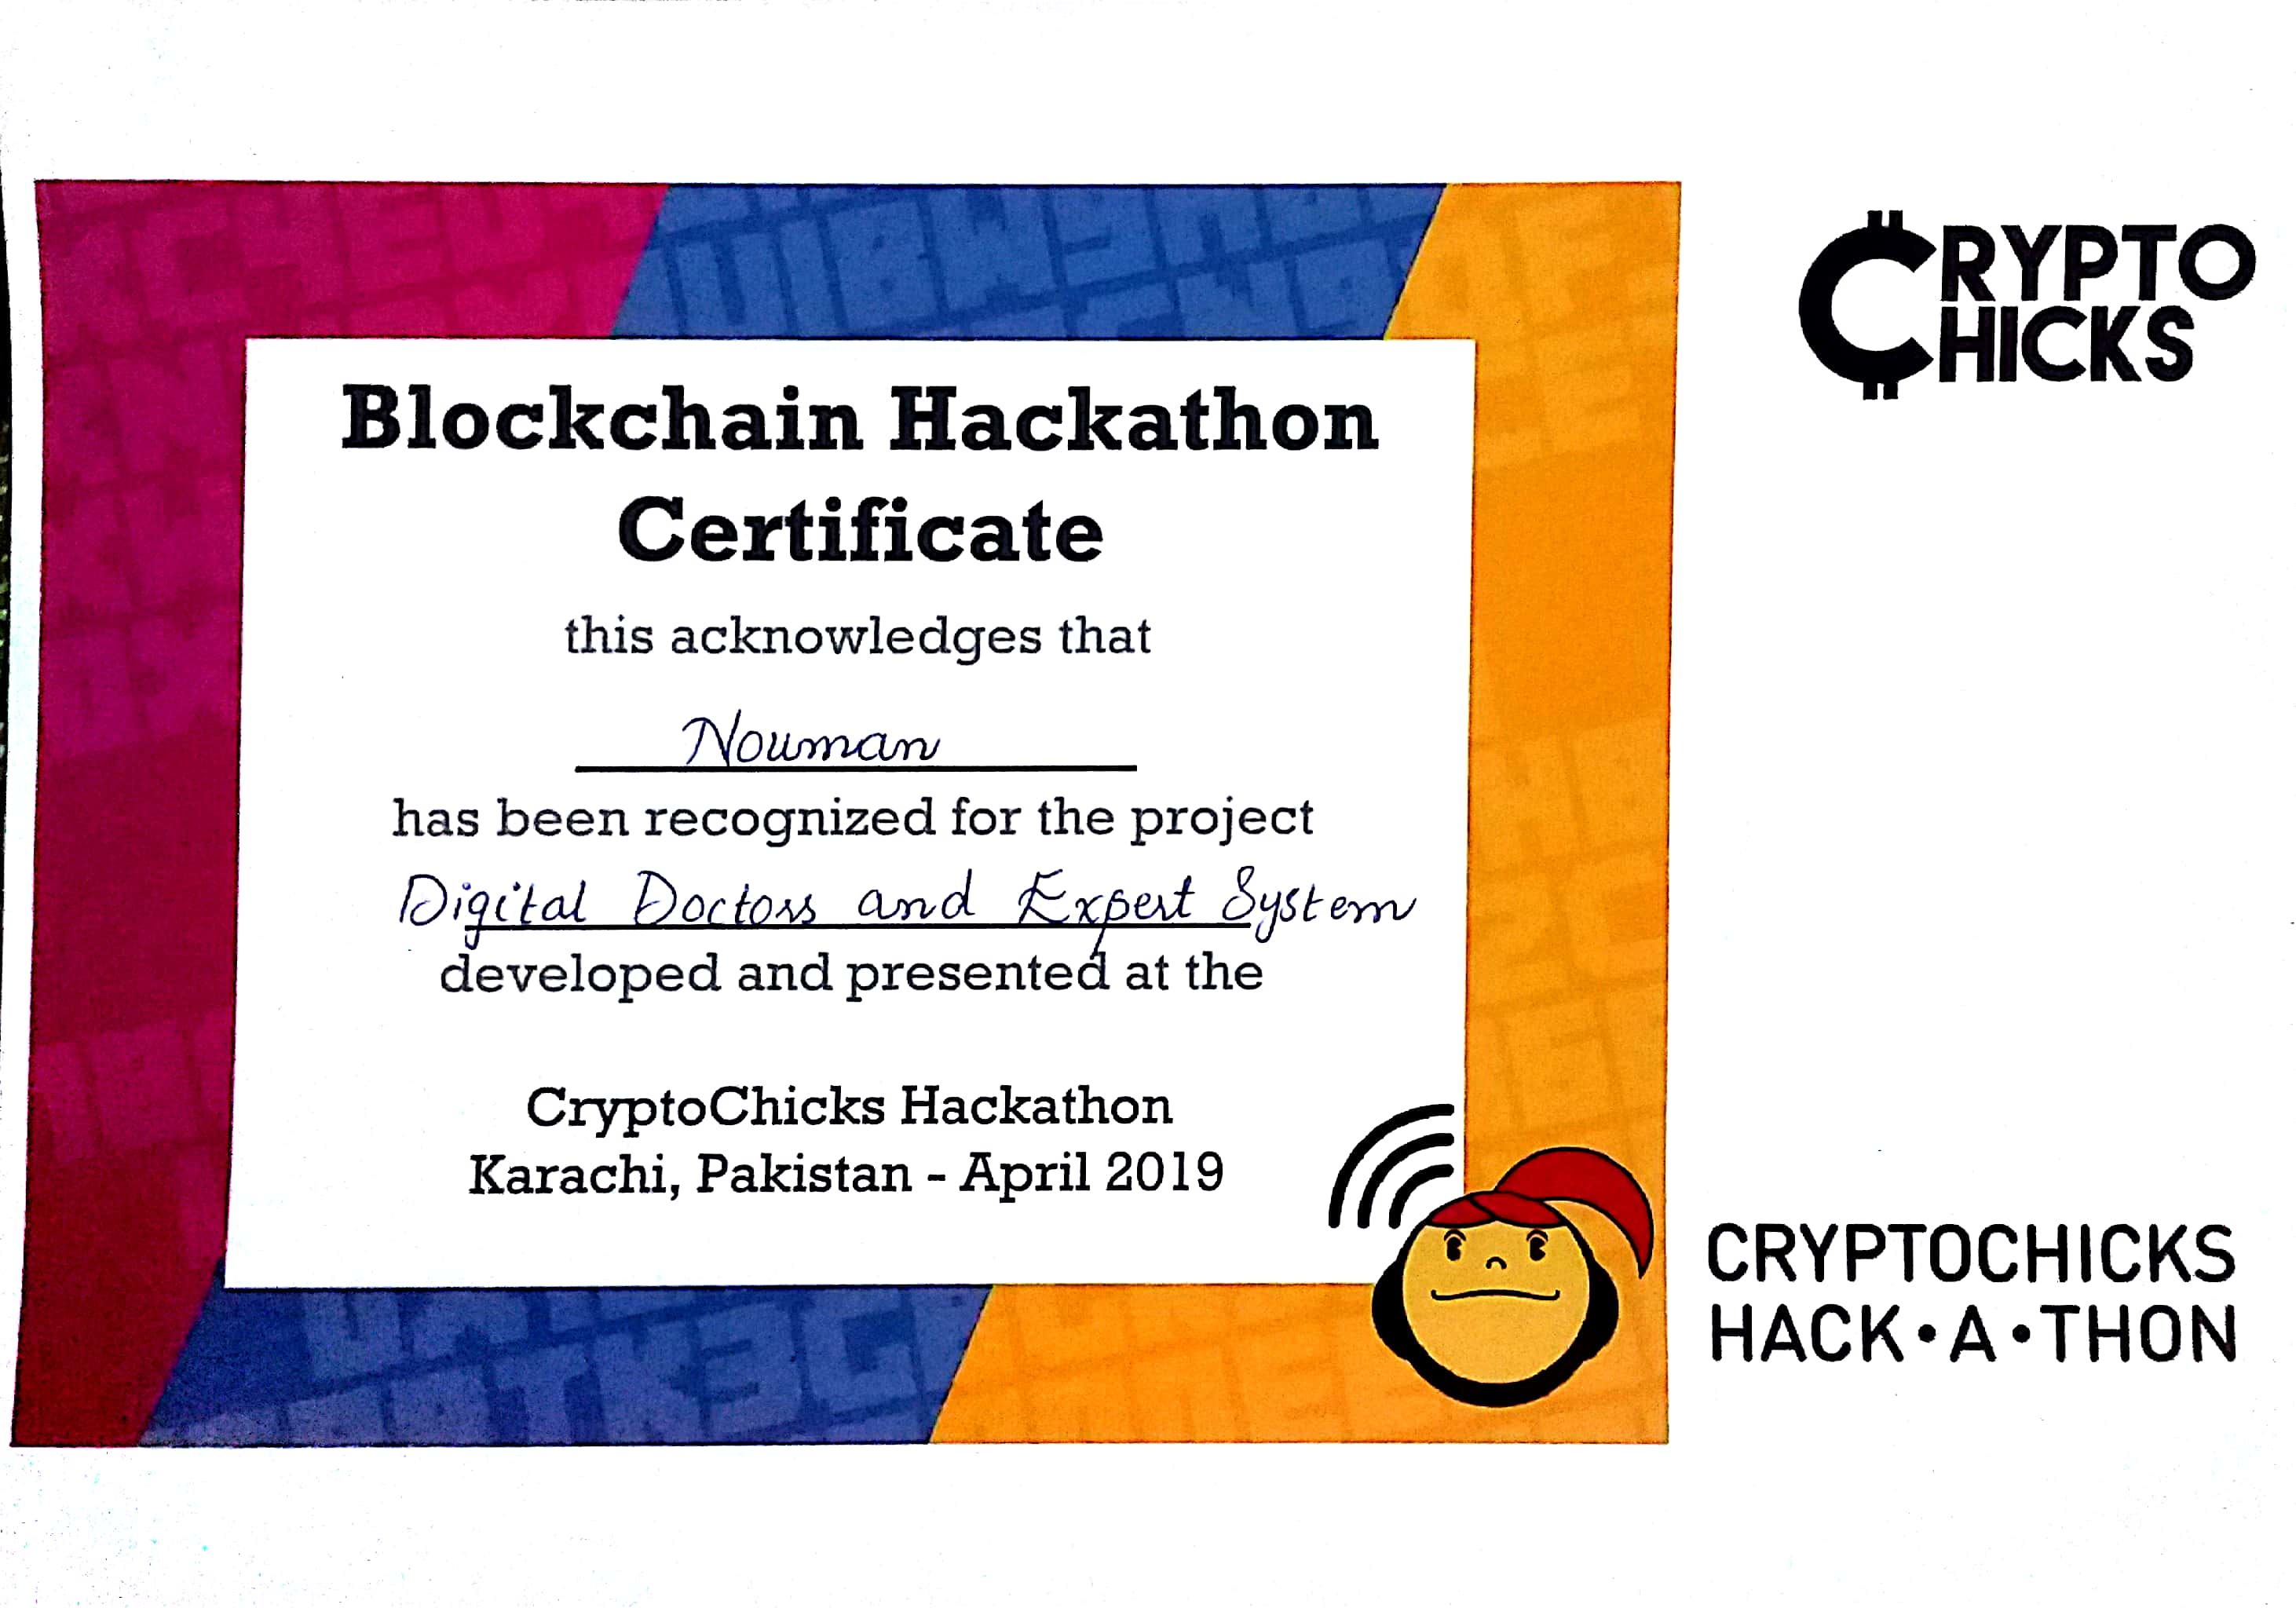 CRYPTO
CHICKS
Blockchain Hackathon
Certificate
this acknowledges that
Nouman
has been recognized for the project
Digital Doctors and Expert System
developed and presented at the
CryptoChicks Hackathon
Karachi, Pakistan - April 2019
CRYPTOCHICKS
HACK•A•THON